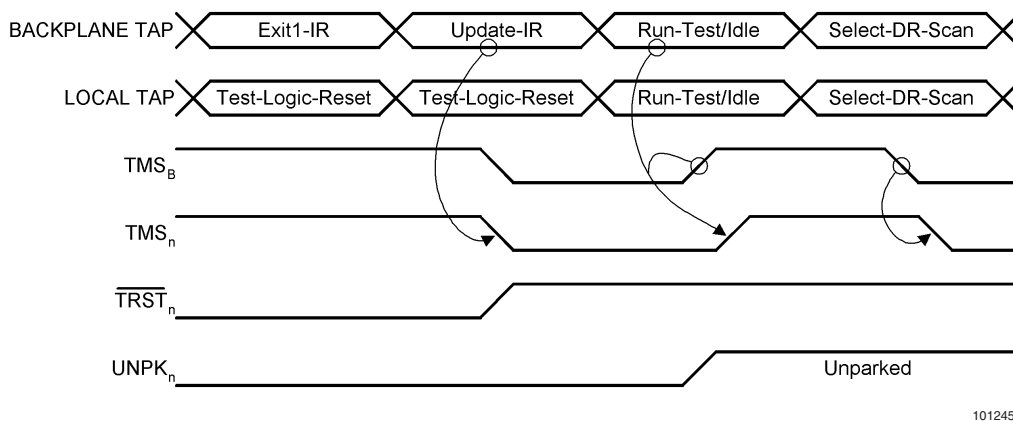 BACKPLANE TAP Exit1-IR Update-IR Run-Test/Idle Select-DR-Scan
LOCAL TAP Test-Logic-Reset Test-Logic-Reset Run-Test/Idle Select-DR-Scan
TMSB
TMSn
TRSTn
UNPKn Unparked
101245